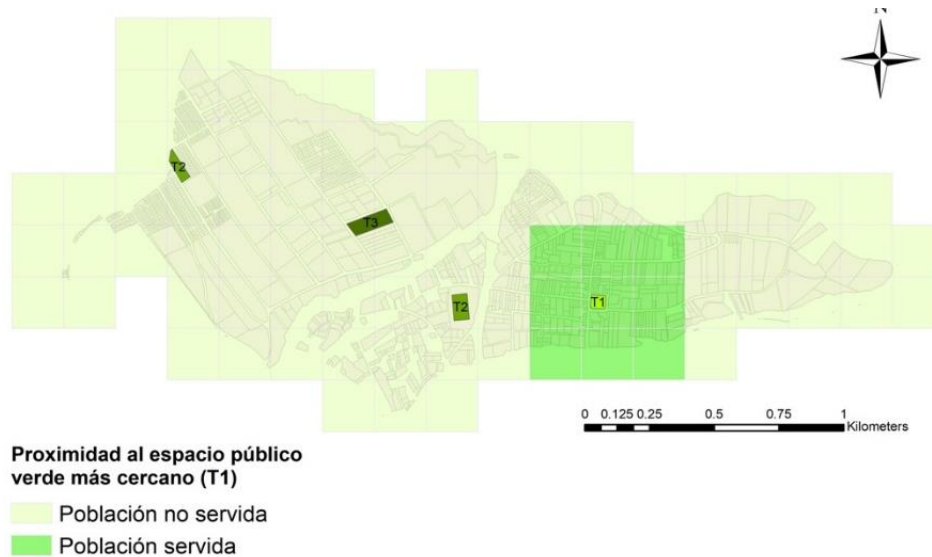 N
T2
T3
T2
T1
0 0.125 0.25 0.5 0.75 1
Kilometers
Proximidad al espacio público
verde más cercano (T1)
Población no servida
Población servida